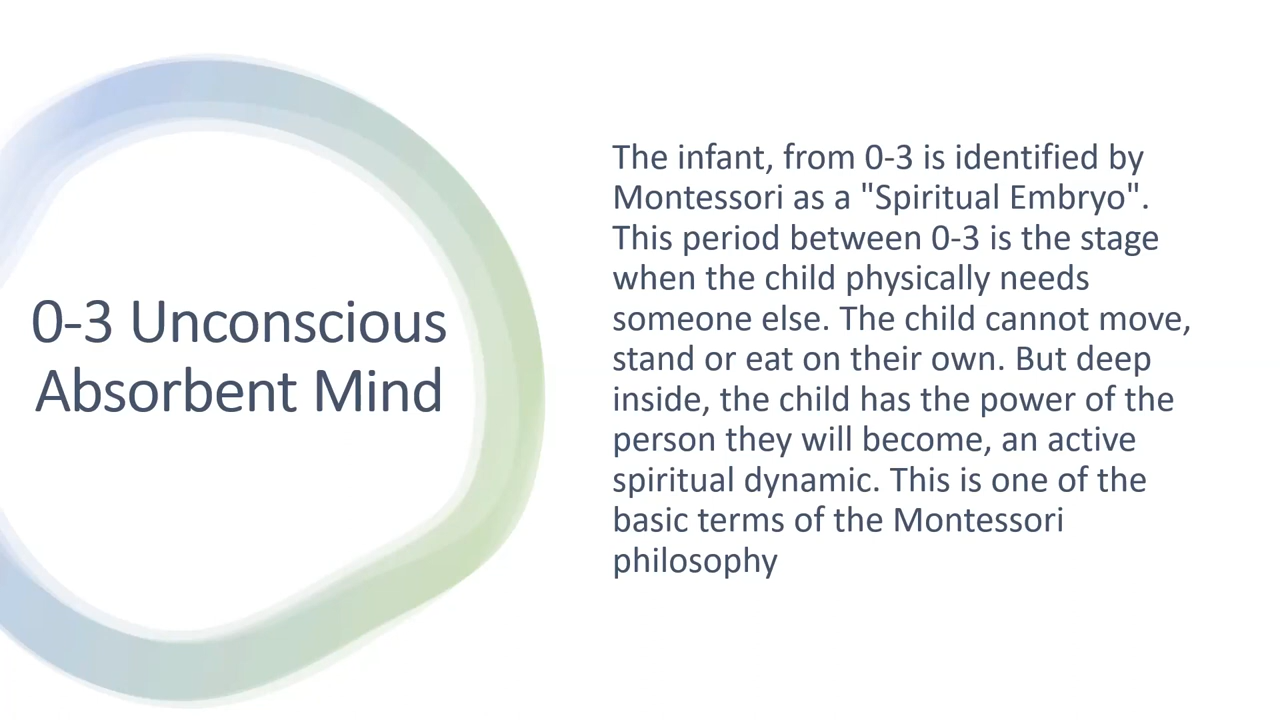 0-3 Unconscious
Absorbent Mind
The infant, from 0-3 is identified by
Montessori as a "Spiritual Embryo".
This period between 0-3 is the stage
when the child physically needs
someone else. The child cannot move,
stand or eat on their own. But deep
inside, the child has the power of the
person they will become, an active
spiritual dynamic. This is one of the
basic terms of the Montessori
philosophy